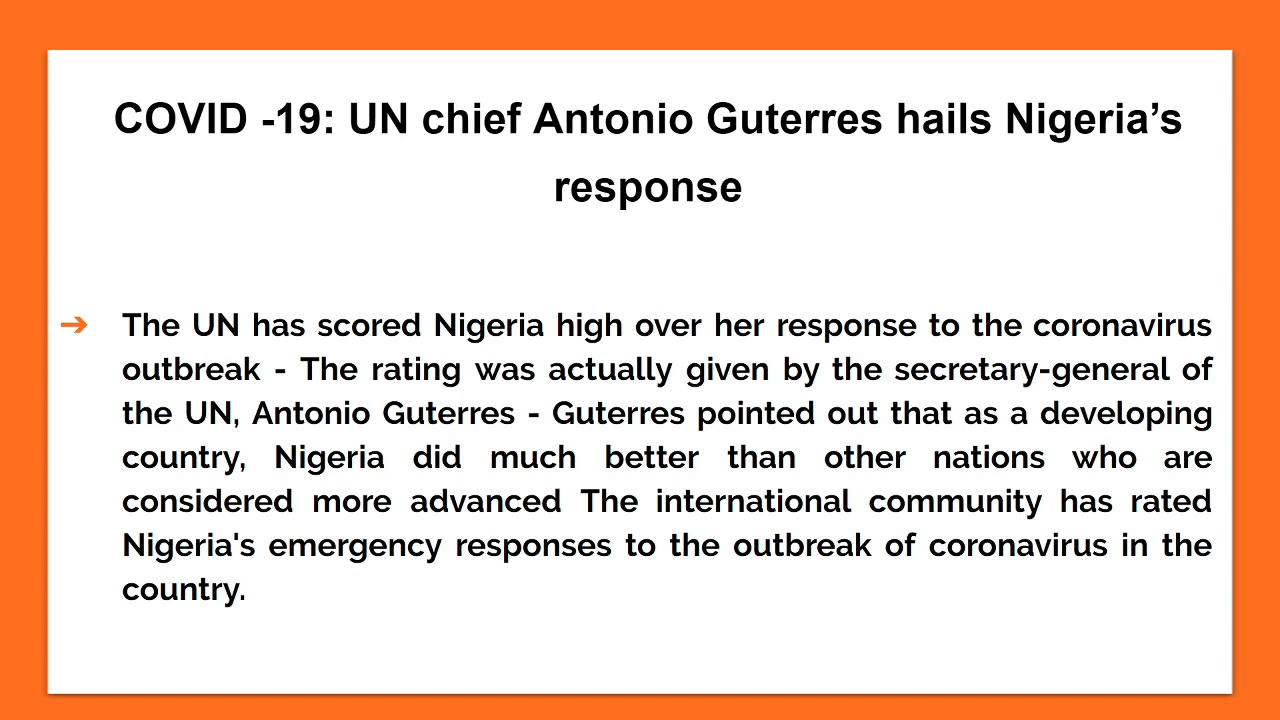 COVID -19: UN chief Antonio Guterres hails Nigeria’s
response
➔ The UN has scored Nigeria high over her response to the coronavirus
outbreak - The rating was actually given by the secretary-general of
the UN, Antonio Guterres - Guterres pointed out that as a developing
country, Nigeria did much better than other nations who are
considered more advanced The international community has rated
Nigeria's emergency responses to the outbreak of coronavirus in the
country.